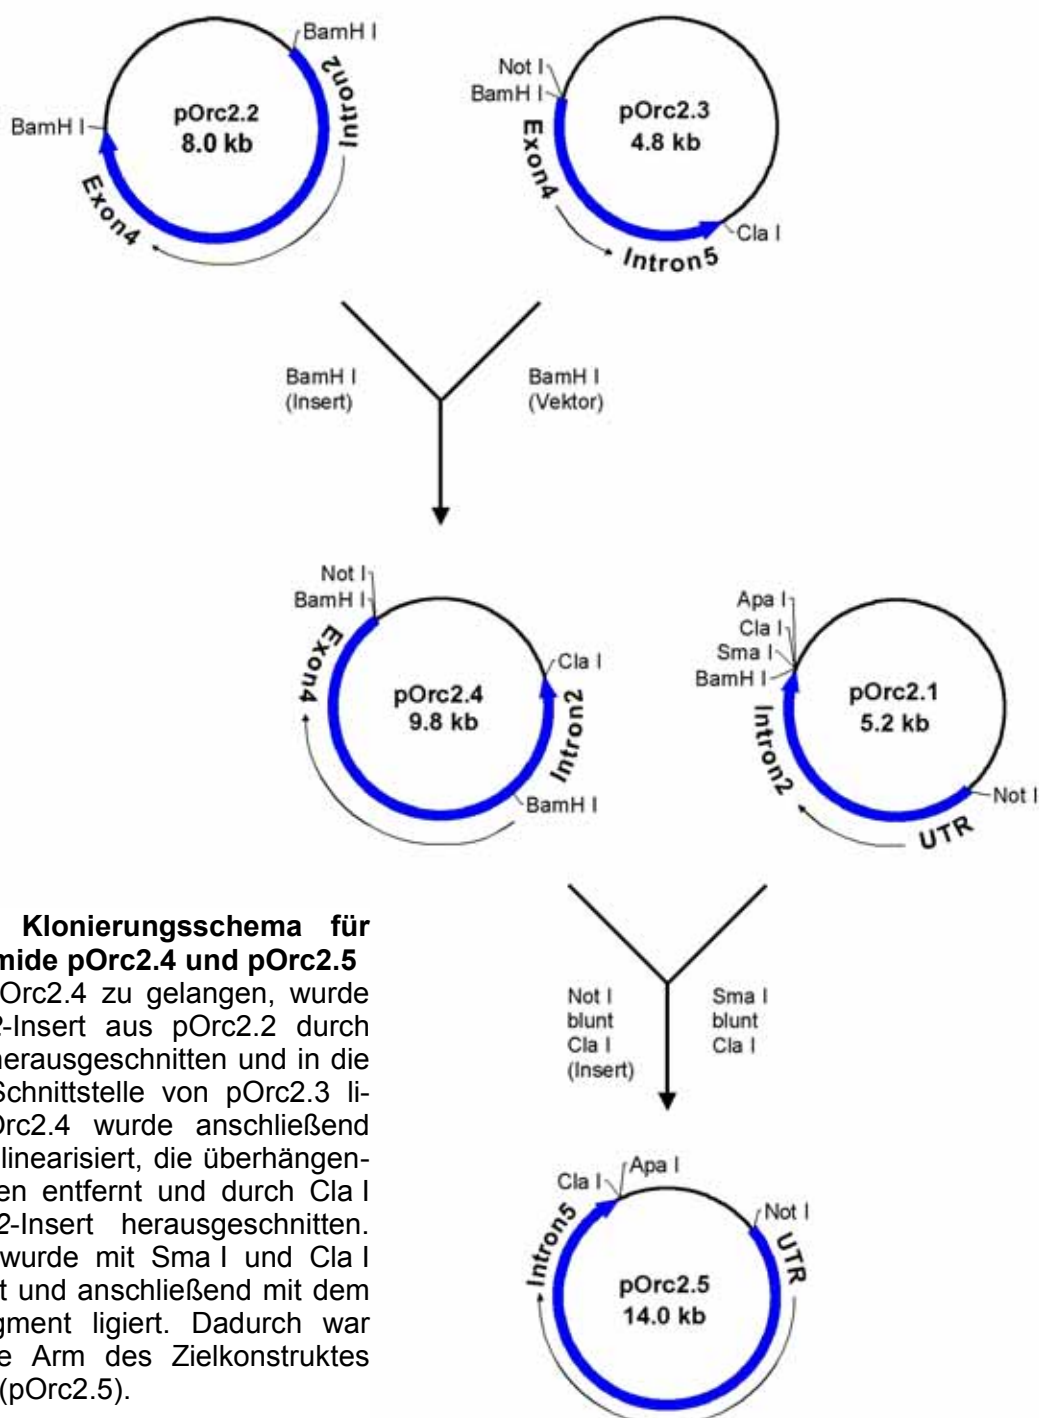 BamH I
Intron2
pOrc2.2
8.0 kb
BamH I
Exon4
Not I
BamH I
pOrc2.3
4.8 kb
Exon4
Intron5
Cla I
BamH I
(Insert)
BamH I
(Vektor)
Not I
BamH I
Exon4
Cla I
pOrc2.4
9.8 kb
Intron2
BamH I
Apa I
Cla I
Sma I
BamH I
pOrc2.1
5.2 kb
Intron2
Not I
UTR
Klonierungsschema für
mide pOrc2.4 und pOrc2.5
Orc2.4 zu gelangen, wurde
2-Insert aus pOrc2.2 durch
herausgeschnitten und in die
Schnittstelle von pOrc2.3 li-
Orc2.4 wurde anschließend
linearisiert, die überhängen-
en entfernt und durch Cla I
2-Insert herausgeschnitten.
wurde mit Sma I und Cla I
t und anschließend mit dem
gment ligiert. Dadurch war
e Arm des Zielkonstruktes
(pOrc2.5).
Not I
blunt
Cla I
(Insert)
Sma I
blunt
Cla I
Cla I
Apa I
Not I
Intron5
UTR
pOrc2.5
14.0 kb